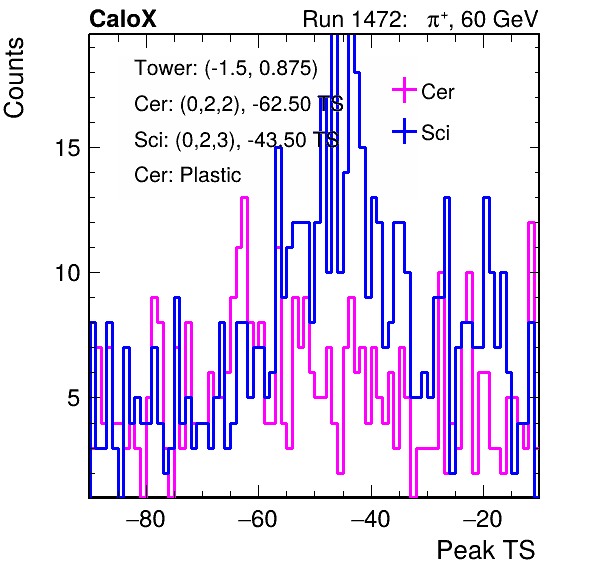 CaloX Run 1472: π⁺, 60 GeV
Counts
Tower: (-1.5, 0.875)
Cer: (0,2,2), -62.50 TS
Sci: (0,2,3), -43.50 TS
Cer: Plastic
Cer
Sci
15
10
5
−80 −60 −40 −20
Peak TS